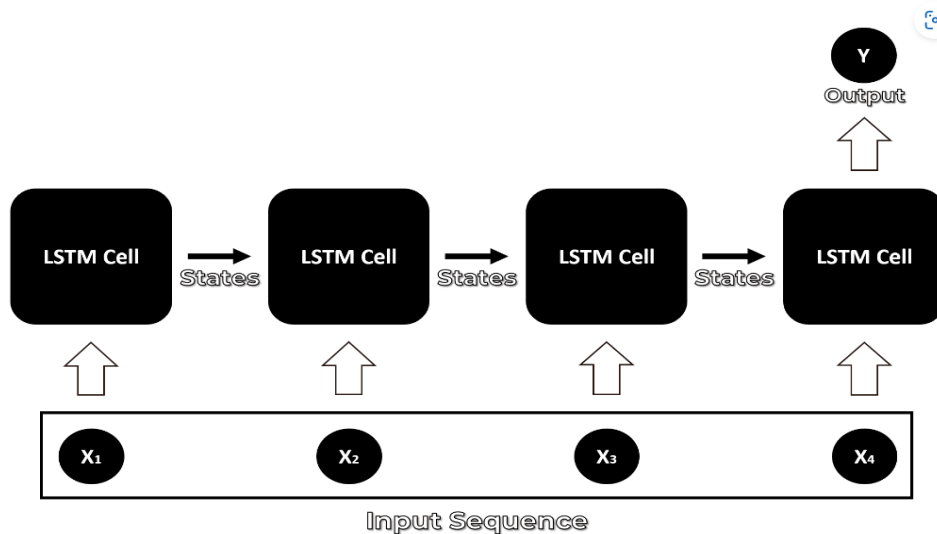 Y
Output
LSTM Cell
LSTM Cell
LSTM Cell
LSTM Cell
States
States
States
X₁
X₂
X₃
X₄
Input Sequence